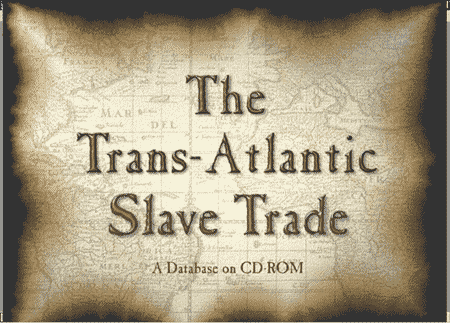 The
Trans-Atlantic
Slave Trade
A Database on CD-ROM